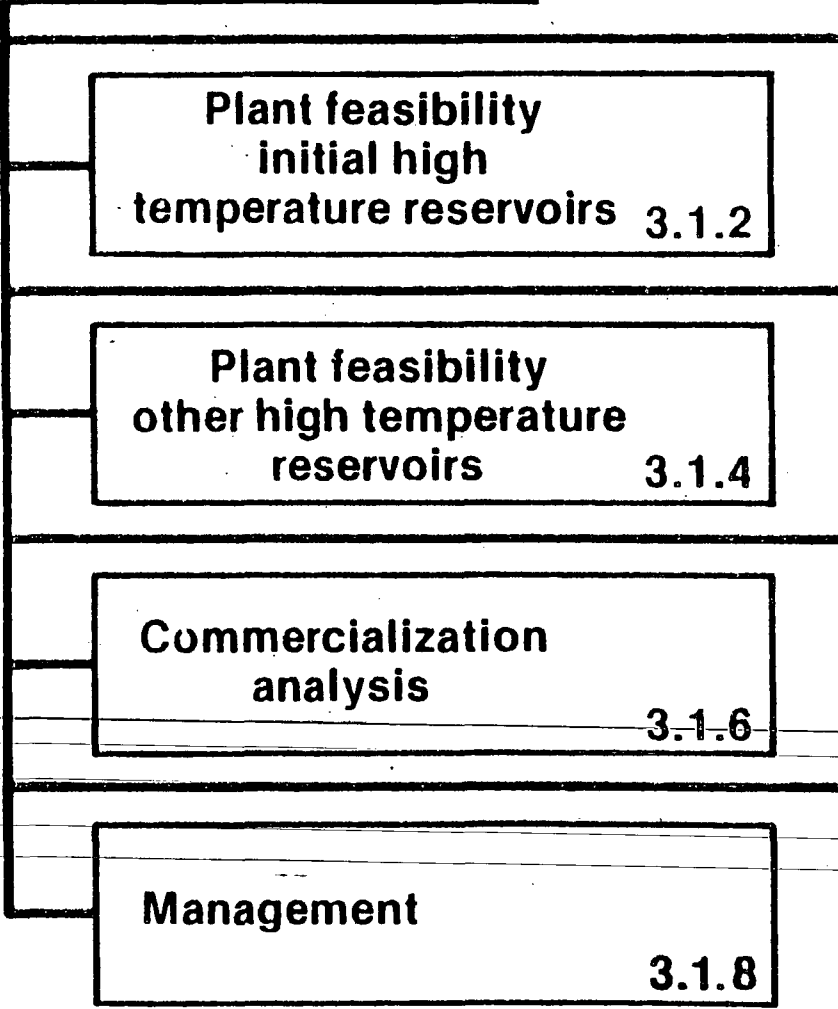 Plant feasibility
initial high
temperature reservoirs 3.1.2
Plant feasibility
other high temperature
reservoirs 3.1.4
Commercialization
analysis
3.1.6
Management
3.1.8